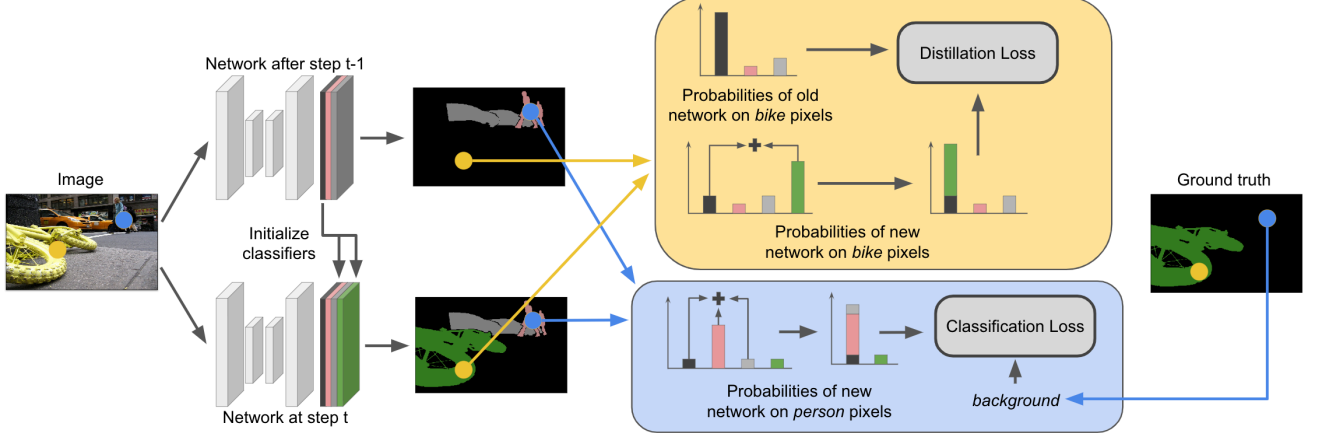 Network after step t-1
Image
Initialize
classifiers
Network at step t
Probabilities of old
network on bike pixels
Distillation Loss
Probabilities of new
network on bike pixels
Probabilities of new
network on person pixels
Classification Loss
background
Ground truth